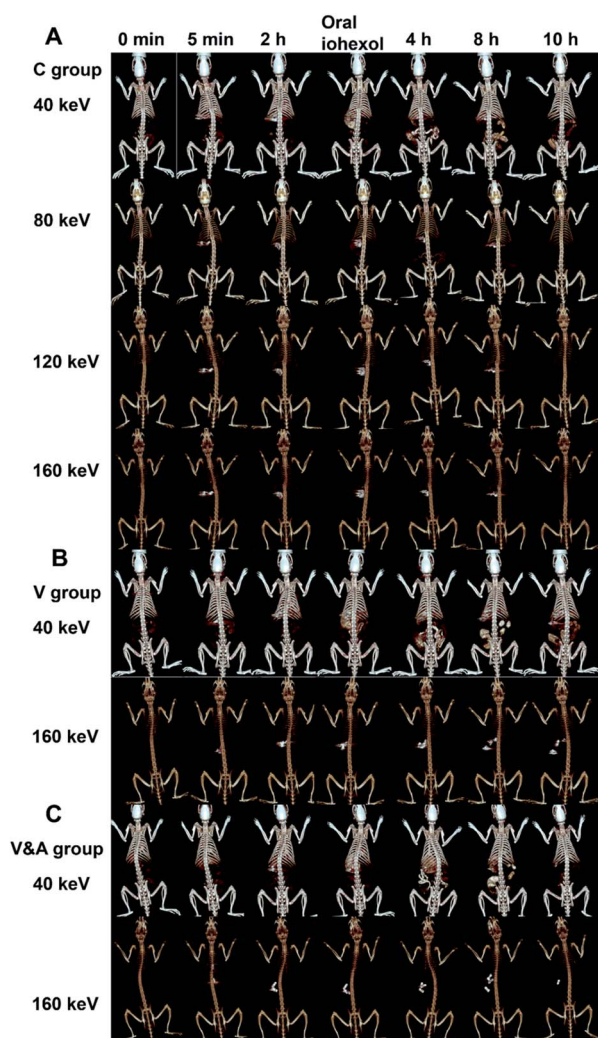 A
0 min 5 min 2 h Oral iohexol 4 h 8 h 10 h
C group
40 keV
80 keV
120 keV
160 keV
B
V group
40 keV
160 keV
C
V&A group
40 keV
160 keV